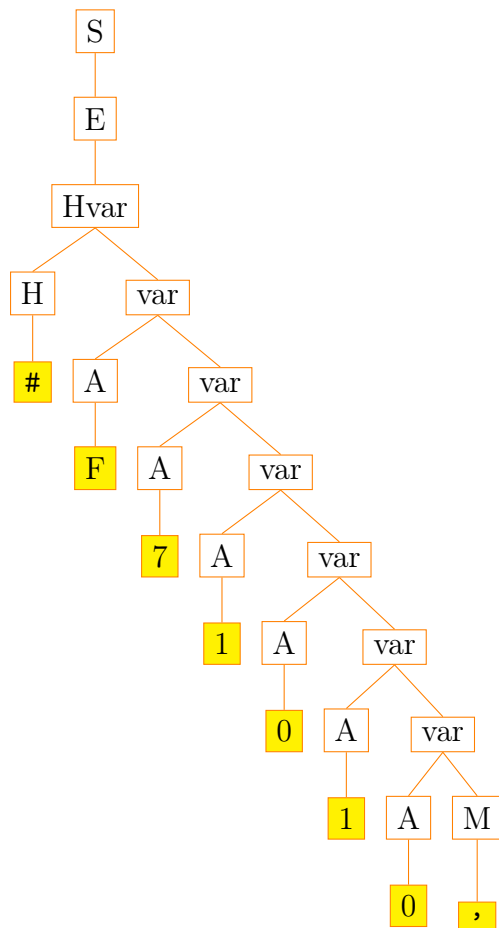 S
E
Hvar
H var
# A var
F A var
7 A var
1 A var
0 A var
1 A M
0 ,